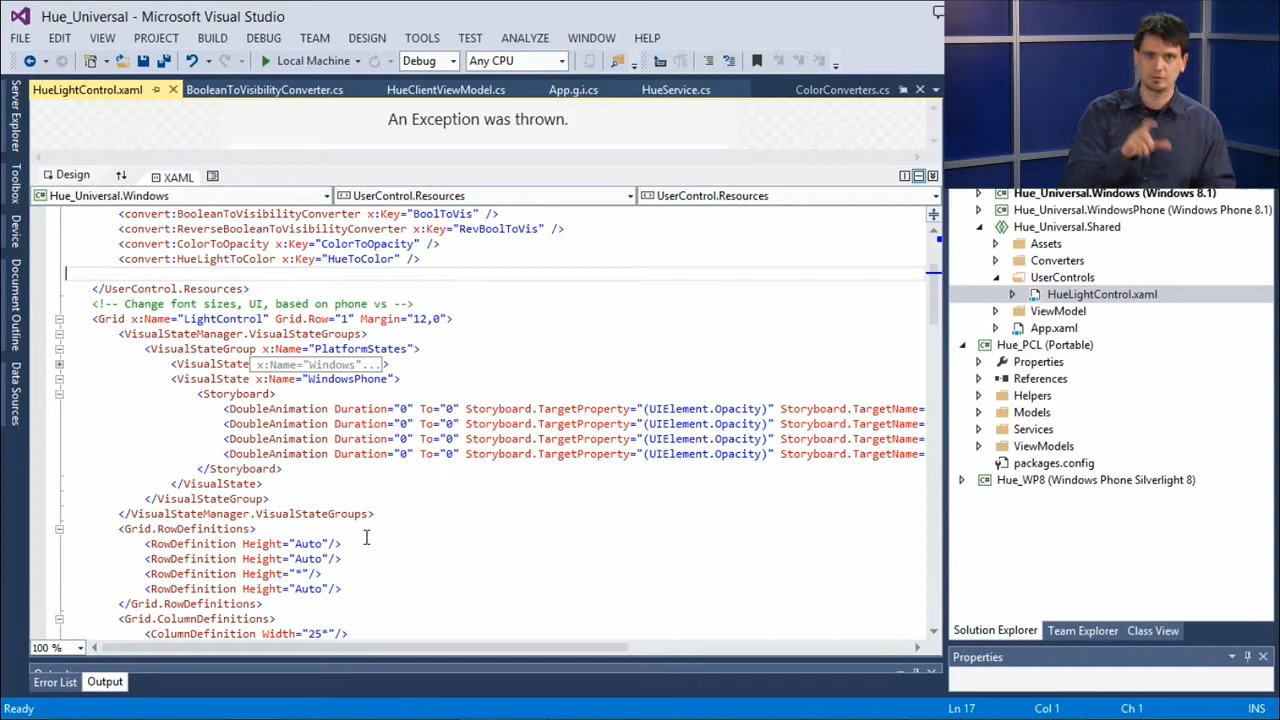 Hue_Universal - Microsoft Visual Studio
FILE EDIT VIEW PROJECT BUILD DEBUG TEAM DESIGN TOOLS TEST ANALYZE WINDOW HELP
Local Machine Debug Any CPU
HueLightControl.xaml BooleanToVisibilityConverter.cs HueClientViewModel.cs App.g.i.cs HueService.cs ColorConverters.cs
An Exception was thrown.
Design XAML
Hue_Universal.Windows UserControl.Resources UserControl.Resources
Server Explorer
Toolbox
Device
Document Outline
Data Sources
<convert:BooleanToVisibilityConverter x:Key="BoolToVis" />
<convert:ReverseBooleanToVisibilityConverter x:Key="RevBoolToVis" />
<convert:ColorToOpacity x:Key="ColorToOpacity" />
<convert:HueLightToColor x:Key="HueToColor" />
</UserControl.Resources>
<!-- Change font sizes, UI, based on phone vs -->
<Grid x:Name="LightControl" Grid.Row="1" Margin="12,0">
<VisualStateManager.VisualStateGroups>
<VisualStateGroup x:Name="PlatformStates">
<VisualState x:Name="Windows"...>
<VisualState x:Name="WindowsPhone">
<Storyboard>
<DoubleAnimation Duration="0" To="0" Storyboard.TargetProperty="(UIElement.Opacity)" Storyboard.TargetName=
<DoubleAnimation Duration="0" To="0" Storyboard.TargetProperty="(UIElement.Opacity)" Storyboard.TargetName=
<DoubleAnimation Duration="0" To="0" Storyboard.TargetProperty="(UIElement.Opacity)" Storyboard.TargetName=
<DoubleAnimation Duration="0" To="0" Storyboard.TargetProperty="(UIElement.Opacity)" Storyboard.TargetName=
</Storyboard>
</VisualState>
</VisualStateGroup>
</VisualStateManager.VisualStateGroups>
<Grid.RowDefinitions>
<RowDefinition Height="Auto"/>
<RowDefinition Height="Auto"/>
<RowDefinition Height="*"/>
<RowDefinition Height="Auto"/>
</Grid.RowDefinitions>
<Grid.ColumnDefinitions>
<ColumnDefinition Width="25*"/>
100 %
Error List Output
Hue_Universal.Windows (Windows 8.1)
Hue_Universal.WindowsPhone (Windows Phone 8.1)
Hue_Universal.Shared
Assets
Converters
UserControls
HueLightControl.xaml
ViewModel
App.xaml
Hue_PCL (Portable)
Properties
References
Helpers
Models
Services
ViewModels
packages.config
Hue_WP8 (Windows Phone Silverlight 8)
Solution Explorer Team Explorer Class View
Properties
Ready Ln 17 Col 1 Ch 1 INS